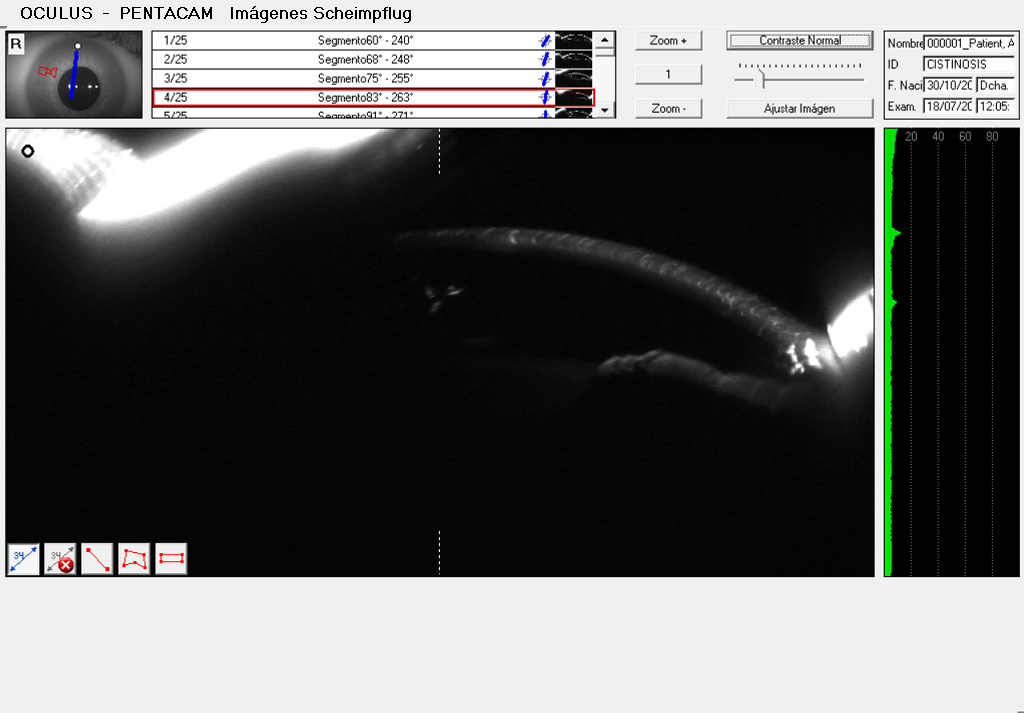 OCULUS - PENTACAM Imágenes Scheimpflug
R
1/25 Segmento60° - 240°
2/25 Segmento68° - 248°
3/25 Segmento75° - 255°
4/25 Segmento83° - 263°
5/25 Segmento91° - 271°
Zoom +
1
Zoom -
Contraste Normal
Ajustar Imágen
Nombre 000001_Patient, A
ID CISTINOSIS
F. Naci 30/10/20 Dcha.
Exam. 18/07/20 12:05:
20 40 60 80
34 34